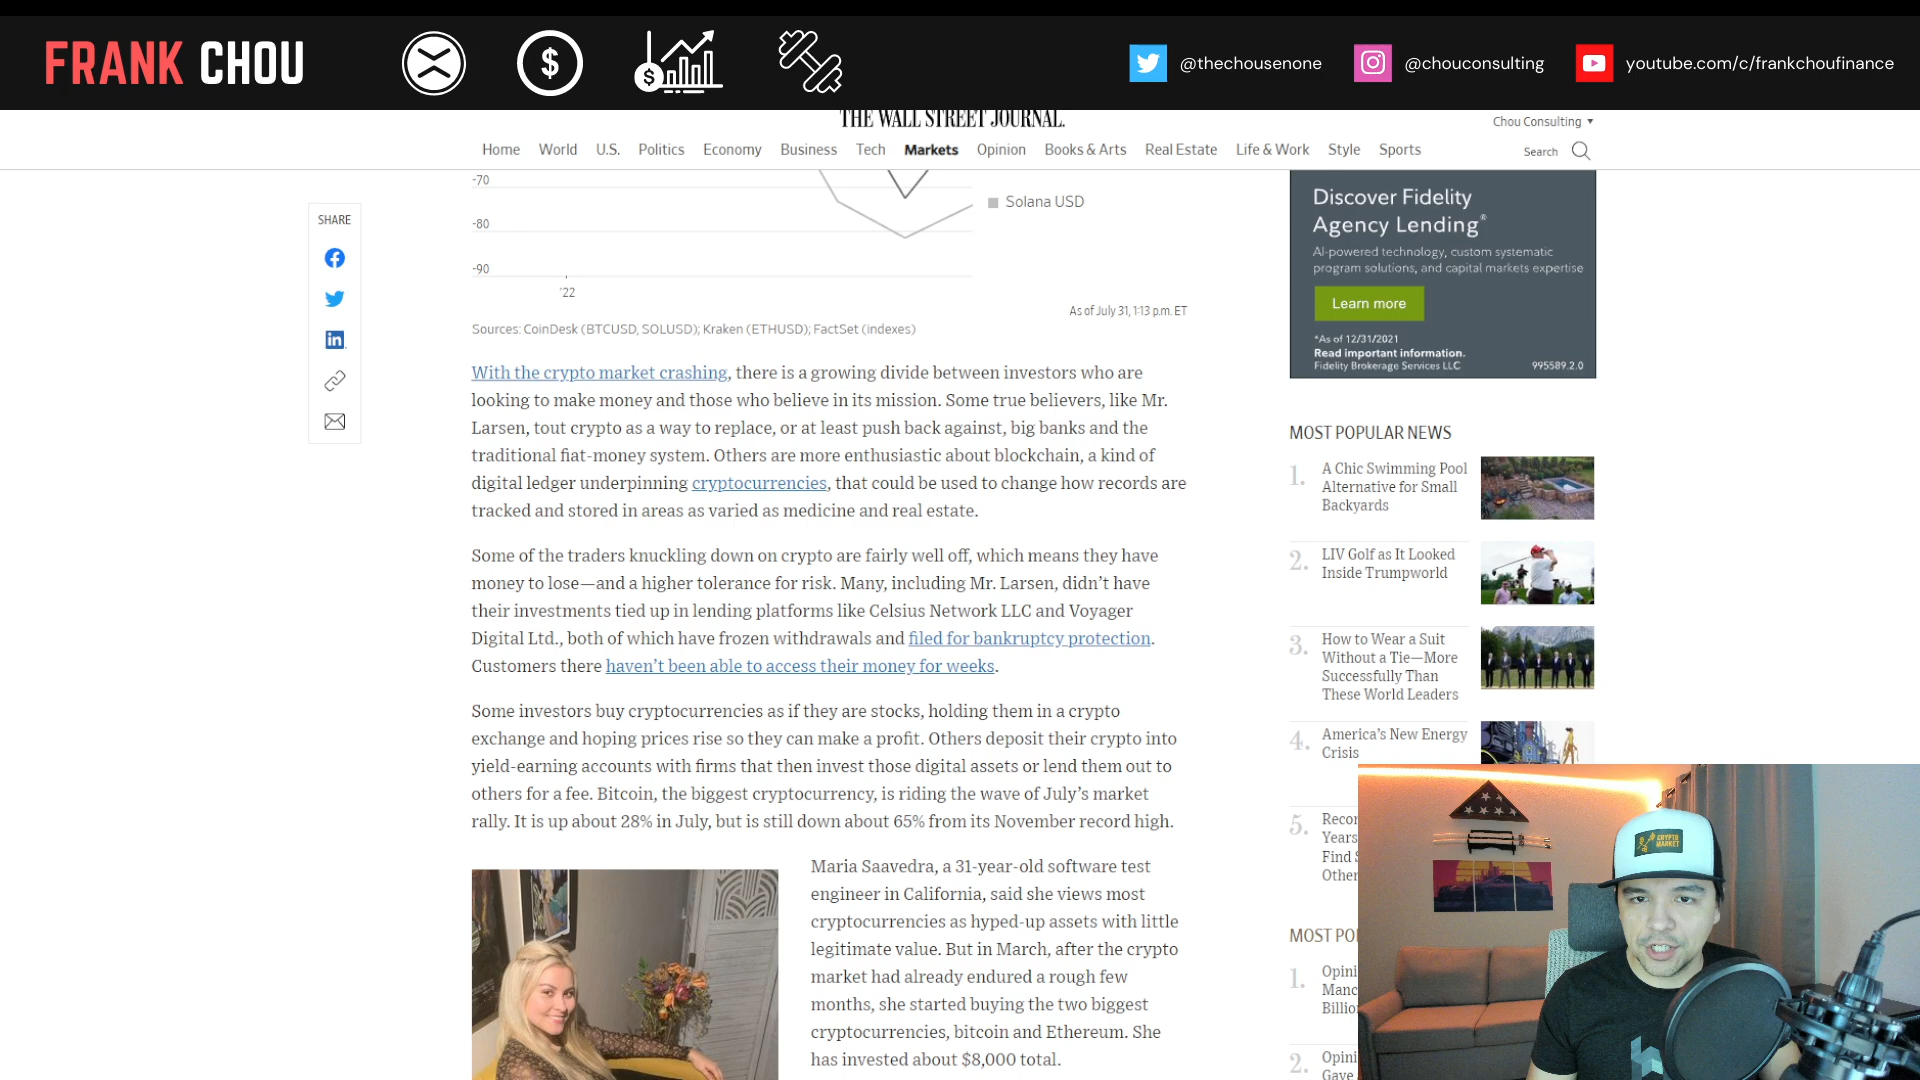 FRANK CHOU
$
$
@thechousenone
@chouconsulting
youtube.com/c/frankchoufinance
THE WALL STREET JOURNAL.
Chou Consulting ▾
Home World U.S. Politics Economy Business Tech Markets Opinion Books & Arts Real Estate Life & Work Style Sports
Search
SHARE
in
-70
-80
-90
'22
Solana USD
As of July 31, 1:13 p.m. ET
Sources: CoinDesk (BTCUSD, SOLUSD); Kraken (ETHUSD); FactSet (indexes)
With the crypto market crashing, there is a growing divide between investors who are
looking to make money and those who believe in its mission. Some true believers, like Mr.
Larsen, tout crypto as a way to replace, or at least push back against, big banks and the
traditional fiat-money system. Others are more enthusiastic about blockchain, a kind of
digital ledger underpinning cryptocurrencies, that could be used to change how records are
tracked and stored in areas as varied as medicine and real estate.
Some of the traders knuckling down on crypto are fairly well off, which means they have
money to lose—and a higher tolerance for risk. Many, including Mr. Larsen, didn't have
their investments tied up in lending platforms like Celsius Network LLC and Voyager
Digital Ltd., both of which have frozen withdrawals and filed for bankruptcy protection.
Customers there haven't been able to access their money for weeks.
Some investors buy cryptocurrencies as if they are stocks, holding them in a crypto
exchange and hoping prices rise so they can make a profit. Others deposit their crypto into
yield-earning accounts with firms that then invest those digital assets or lend them out to
others for a fee. Bitcoin, the biggest cryptocurrency, is riding the wave of July's market
rally. It is up about 28% in July, but is still down about 65% from its November record high.
Maria Saavedra, a 31-year-old software test
engineer in California, said she views most
cryptocurrencies as hyped-up assets with little
legitimate value. But in March, after the crypto
market had already endured a rough few
months, she started buying the two biggest
cryptocurrencies, bitcoin and Ethereum. She
has invested about $8,000 total.
Discover Fidelity
Agency Lending®
AI-powered technology, custom systematic
program solutions, and capital markets expertise
Learn more
*As of 12/31/2021
Read important information.
Fidelity Brokerage Services LLC
995589.2.0
MOST POPULAR NEWS
1. A Chic Swimming Pool
Alternative for Small
Backyards
2. LIV Golf as It Looked
Inside Trumpworld
3. How to Wear a Suit
Without a Tie—More
Successfully Than
These World Leaders
4. America's New Energy
Crisis
5. Recor
Years
Find S
Other
MOST PO
1. Opini
Manc
Billio
2. Opini
Gave
CRYPTO
MARKET